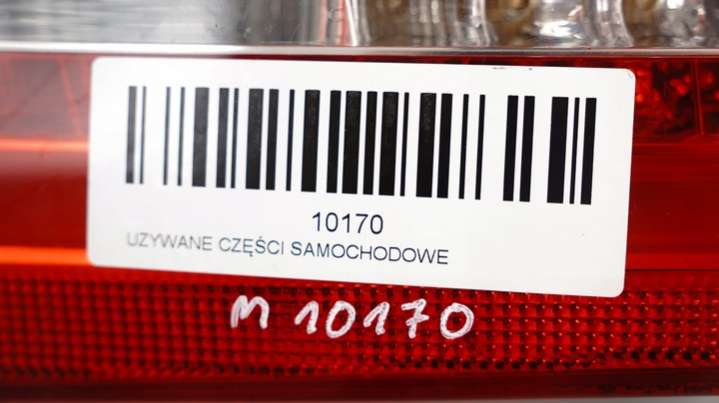 10170
UZYWANE CZĘŚCI SAMOCHODOWE
M 10170